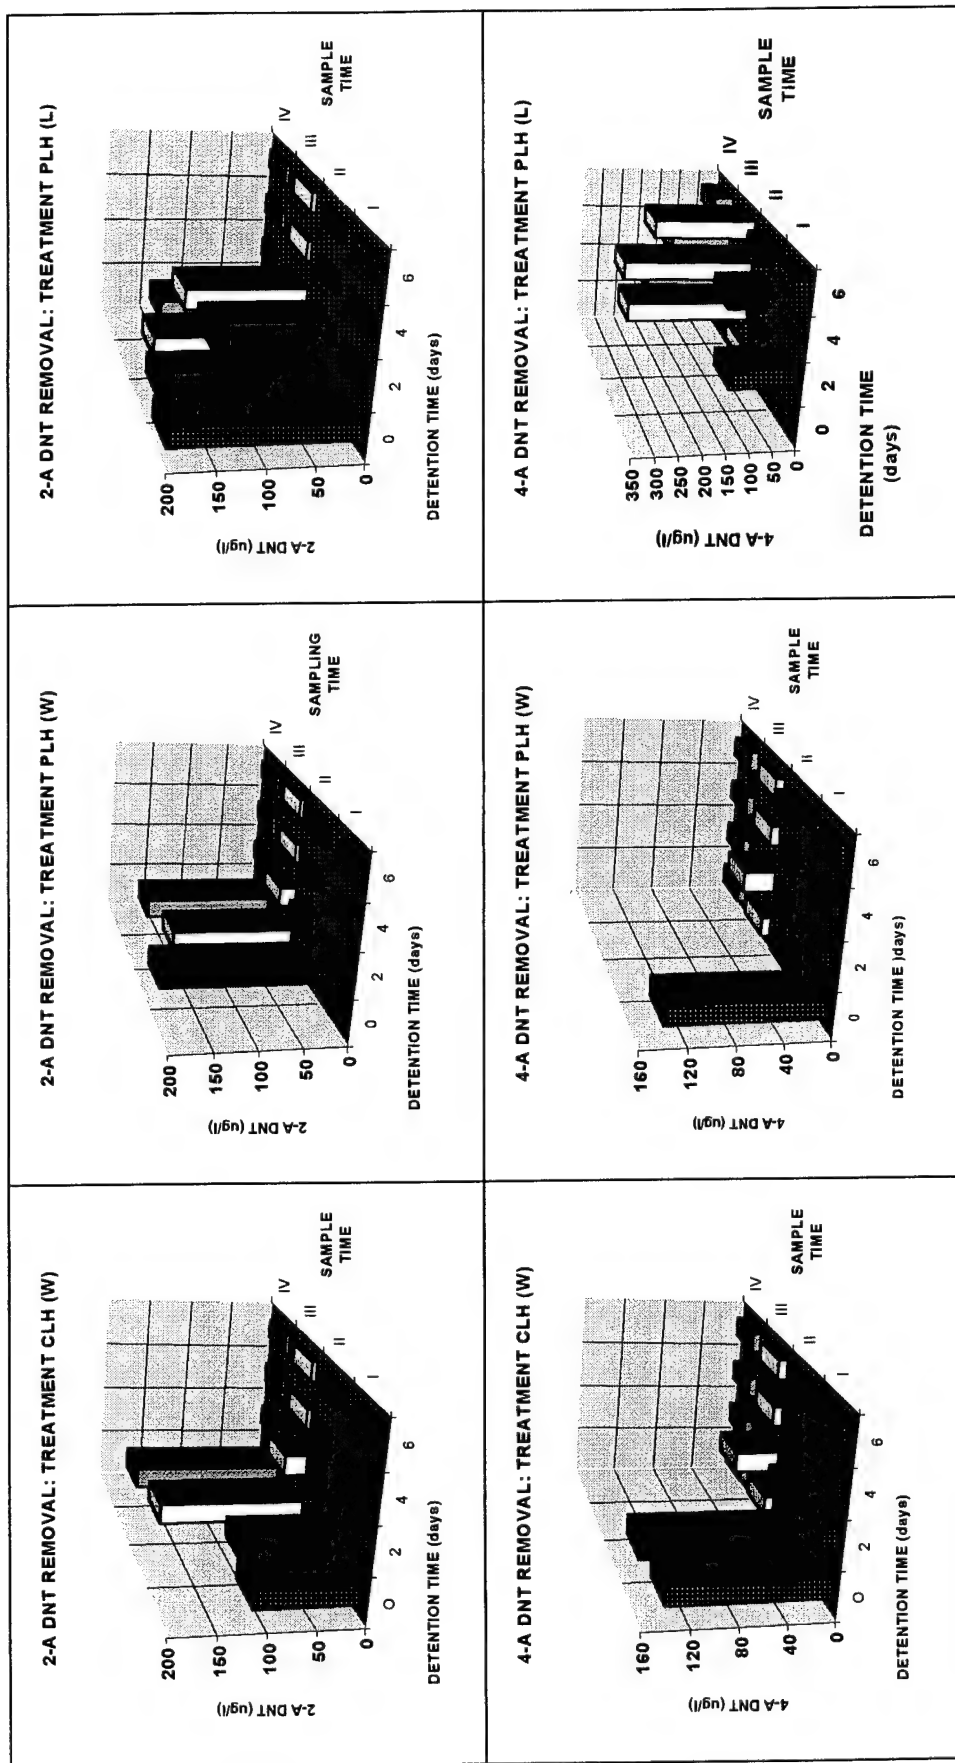 2-A DNT REMOVAL: TREATMENT CLH (W)
2-A DNT (ug/l)
200
150
100
50
0
O
2
4
6
I
II
III
IV
DETENTION TIME (days)
SAMPLE
TIME
2-A DNT REMOVAL: TREATMENT PLH (W)
2-A DNT (ug/l)
200
150
100
50
0
0
2
4
6
I
II
III
IV
DETENTION TIME (days)
SAMPLING
TIME
2-A DNT REMOVAL: TREATMENT PLH (L)
2-A DNT (ug/l)
200
150
100
50
0
0
2
4
6
I
II
III
IV
DETENTION TIME (days)
SAMPLE
TIME
4-A DNT REMOVAL: TREATMENT CLH (W)
4-A DNT (ug/l)
160
120
80
40
0
O
2
4
6
I
II
III
IV
DETENTION TIME (days)
SAMPLE
TIME
4-A DNT REMOVAL: TREATMENT PLH (W)
4-A DNT (ug/l)
160
120
80
40
0
0
2
4
6
I
II
III
IV
DETENTION TIME )days)
SAMPLE
TIME
4-A DNT REMOVAL: TREATMENT PLH (L)
4-A DNT (ug/l)
350
300
250
200
150
100
50
0
0
2
4
6
I
II
III
IV
DETENTION TIME
(days)
SAMPLE
TIME